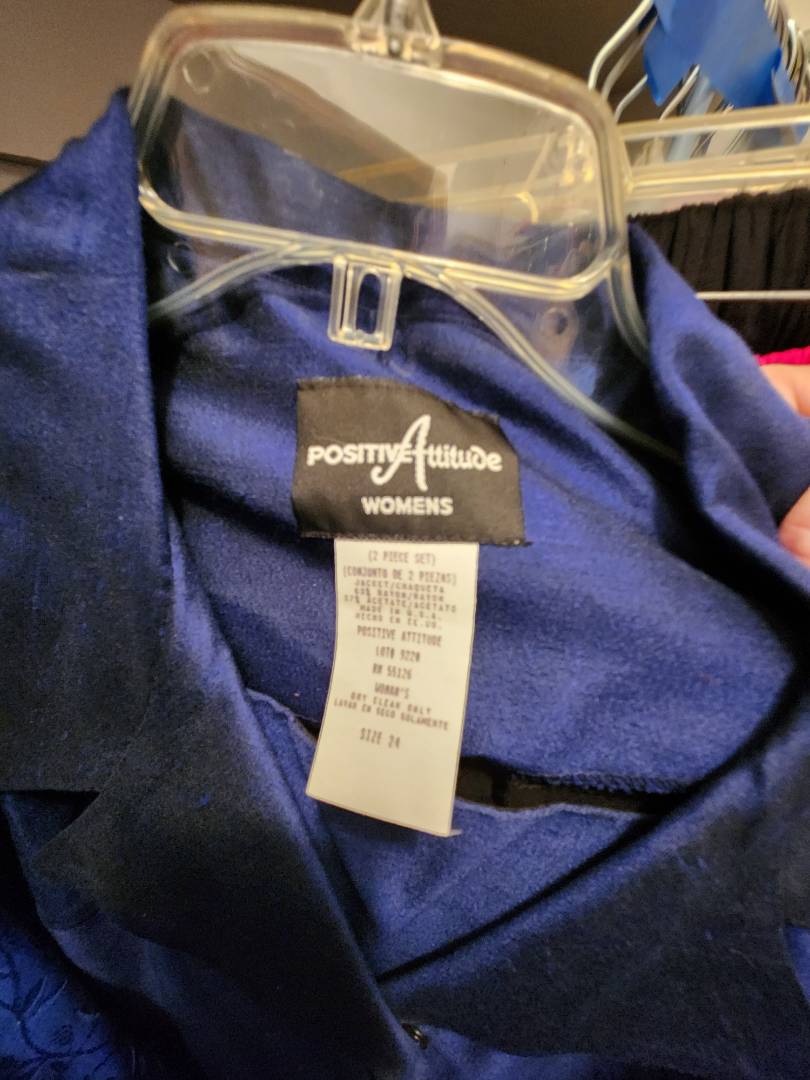 POSITIVE Attitude
WOMENS
(2 PIECE SET)
(CONJUNTO DE 2 PIEZAS)
JACKET/CHAQUETA
63% RAYON/RAYON
37% ACETATE/ACETATO
MADE IN U.S.A.
HECHO EN EE.UU.
POSITIVE ATTITUDE
LOT# 9228
RN 55126
WOMAN'S
DRY CLEAN ONLY
LAVAR EN SECO SOLAMENTE
SIZE 24